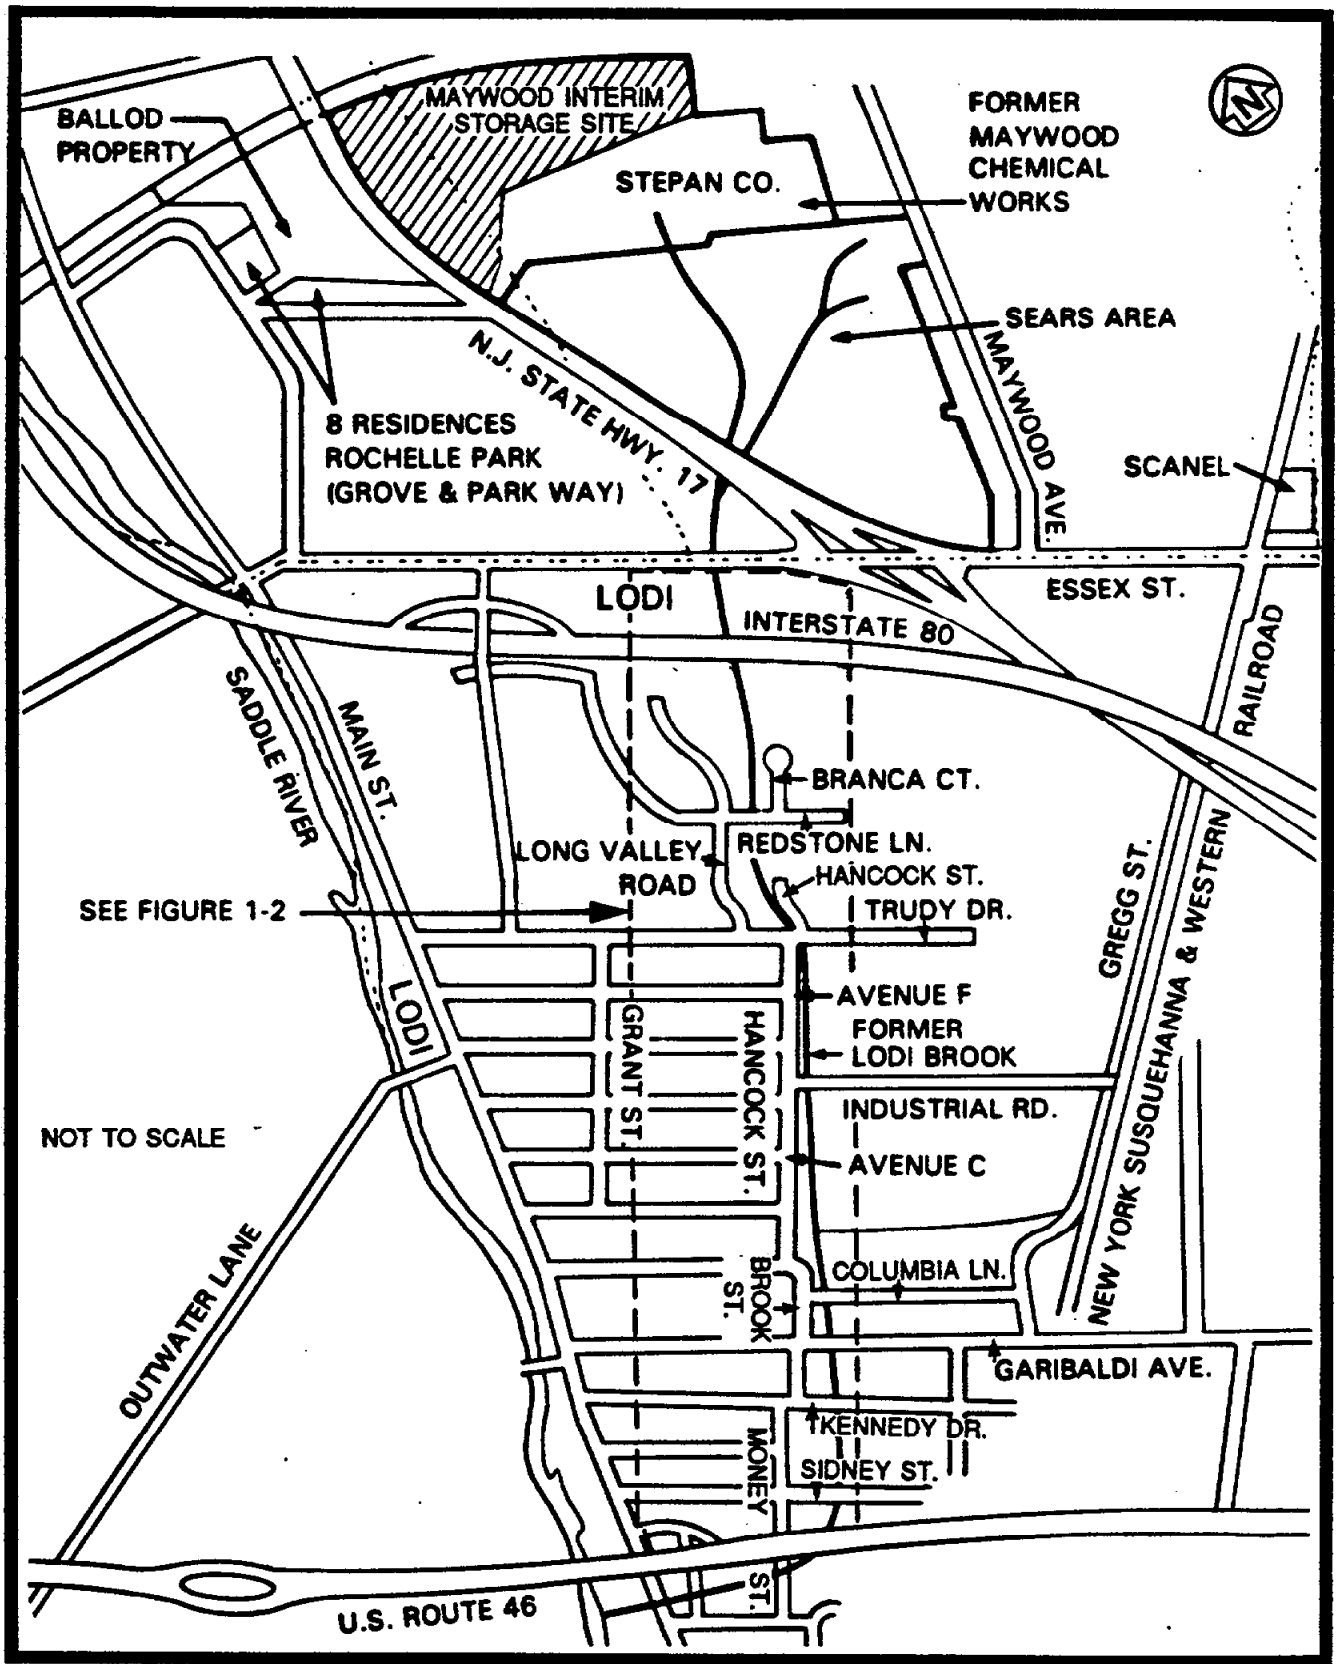 MAYWOOD INTERIM
STORAGE SITE
BALLOD
PROPERTY
FORMER
MAYWOOD
CHEMICAL
WORKS
N
STEPAN CO.
SEARS AREA
N.J. STATE HWY. 17
MAYWOOD AVE.
8 RESIDENCES
ROCHELLE PARK
(GROVE & PARK WAY)
SCANEL
LODI
ESSEX ST.
INTERSTATE 80
SADDLE RIVER
MAIN ST.
RAILROAD
BRANCA CT.
REDSTONE LN.
LONG VALLEY
ROAD
HANCOCK ST.
SEE FIGURE 1-2
TRUDY DR.
GREGG ST.
NEW YORK SUSQUEHANNA & WESTERN
LODI
GRANT ST.
HANCOCK ST.
AVENUE F
FORMER
LODI BROOK
INDUSTRIAL RD.
NOT TO SCALE
AVENUE C
OUTWATER LANE
BROOK
ST.
COLUMBIA LN.
GARIBALDI AVE.
KENNEDY DR.
MONEY ST.
SIDNEY ST.
U.S. ROUTE 46